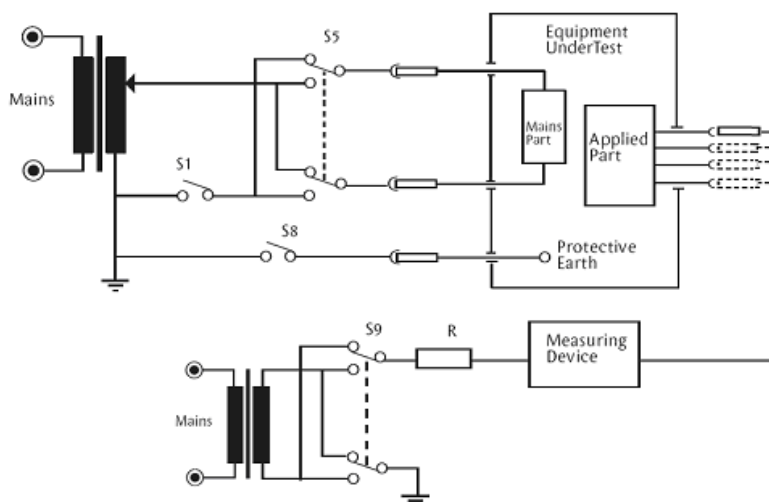 S5
Equipment
UnderTest
Mains
Mains
Part
Applied
Part
S1
S8
Protective
Earth
S9
R
Measuring
Device
Mains